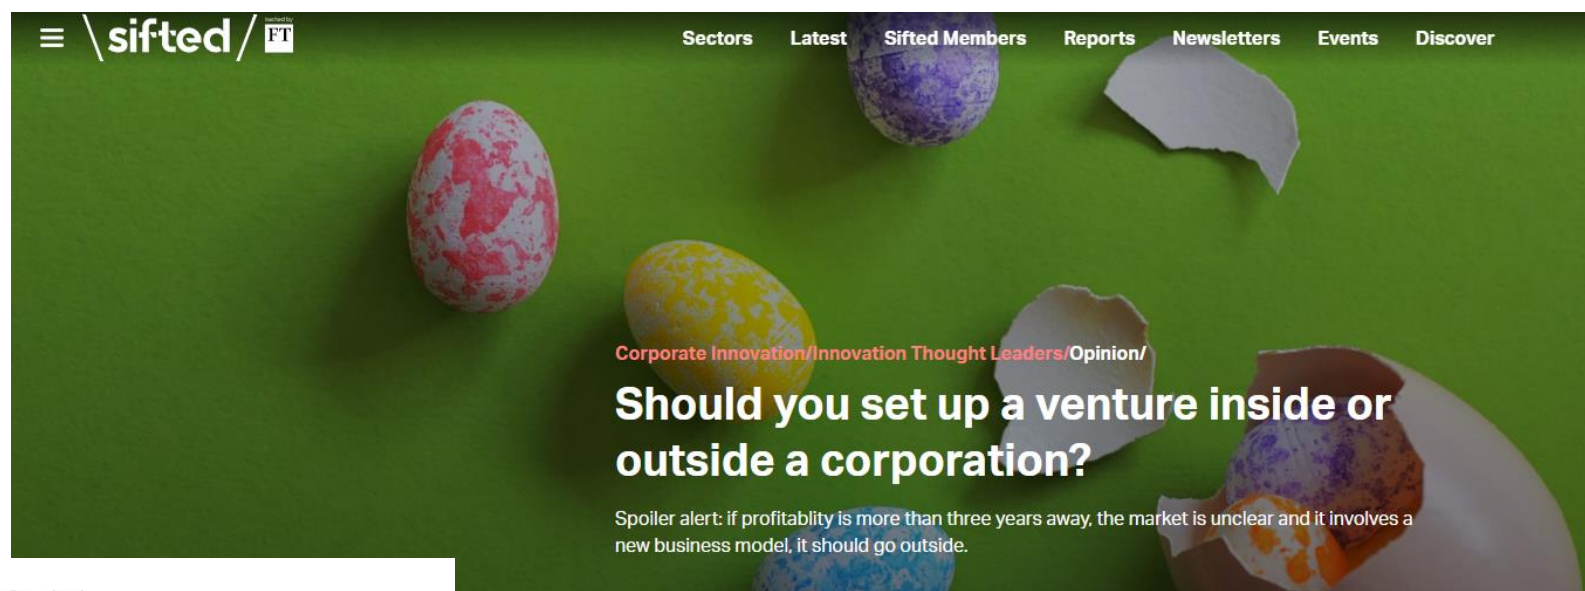 \sifted/ backed by FT
Sectors Latest Sifted Members Reports Newsletters Events Discover
Corporate Innovation/Innovation Thought Leaders/Opinion/
Should you set up a venture inside or
outside a corporation?
Spoiler alert: if profitablity is more than three years away, the market is unclear and it involves a
new business model, it should go outside.